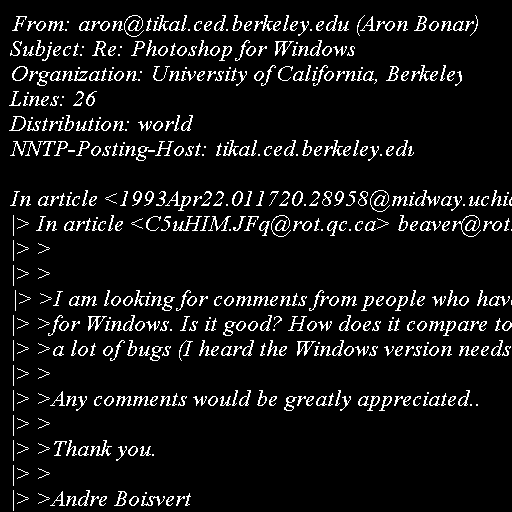 From: aron@tikal.ced.berkeley.edu (Aron Bonar)
Subject: Re: Photoshop for Windows
Organization: University of California, Berkeley
Lines: 26
Distribution: world
NNTP-Posting-Host: tikal.ced.berkeley.edu

In article <1993Apr22.011720.28958@midway.uchic
|> In article <C5uHIM.JFq@rot.qc.ca> beaver@rot.
|> >
|> >
|> >I am looking for comments from people who have
|> >for Windows. Is it good? How does it compare to
|> >a lot of bugs (I heard the Windows version needs
|> >
|> >Any comments would be greatly appreciated..
|> >
|> >Thank you.
|> >
|> >Andre Boisvert